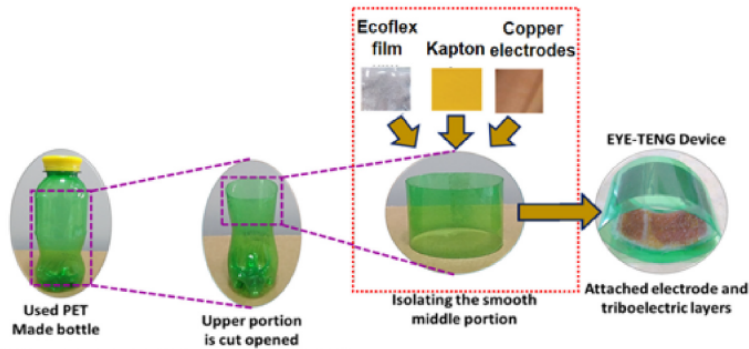 Ecoflex
film
Kapton
Copper
electrodes
EYE-TENG Device
Used PET
Made bottle
Upper portion
is cut opened
Isolating the smooth
middle portion
Attached electrode and
triboelectric layers